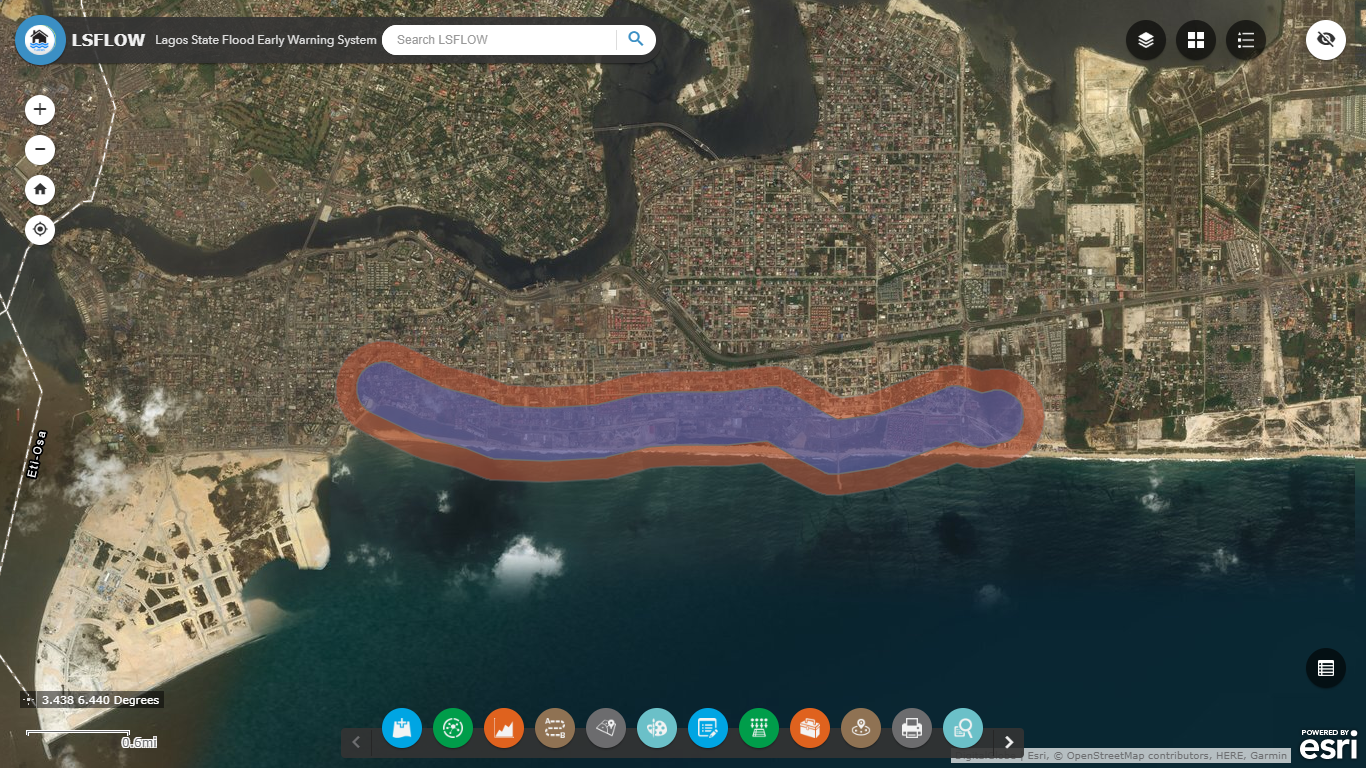 LSFLOW Lagos State Flood Early Warning System Search LSFLOW
Eti-Osa
3.438 6.440 Degrees
0.6mi
Esri, © OpenStreetMap contributors, HERE, Garmin
POWERED BY
esri